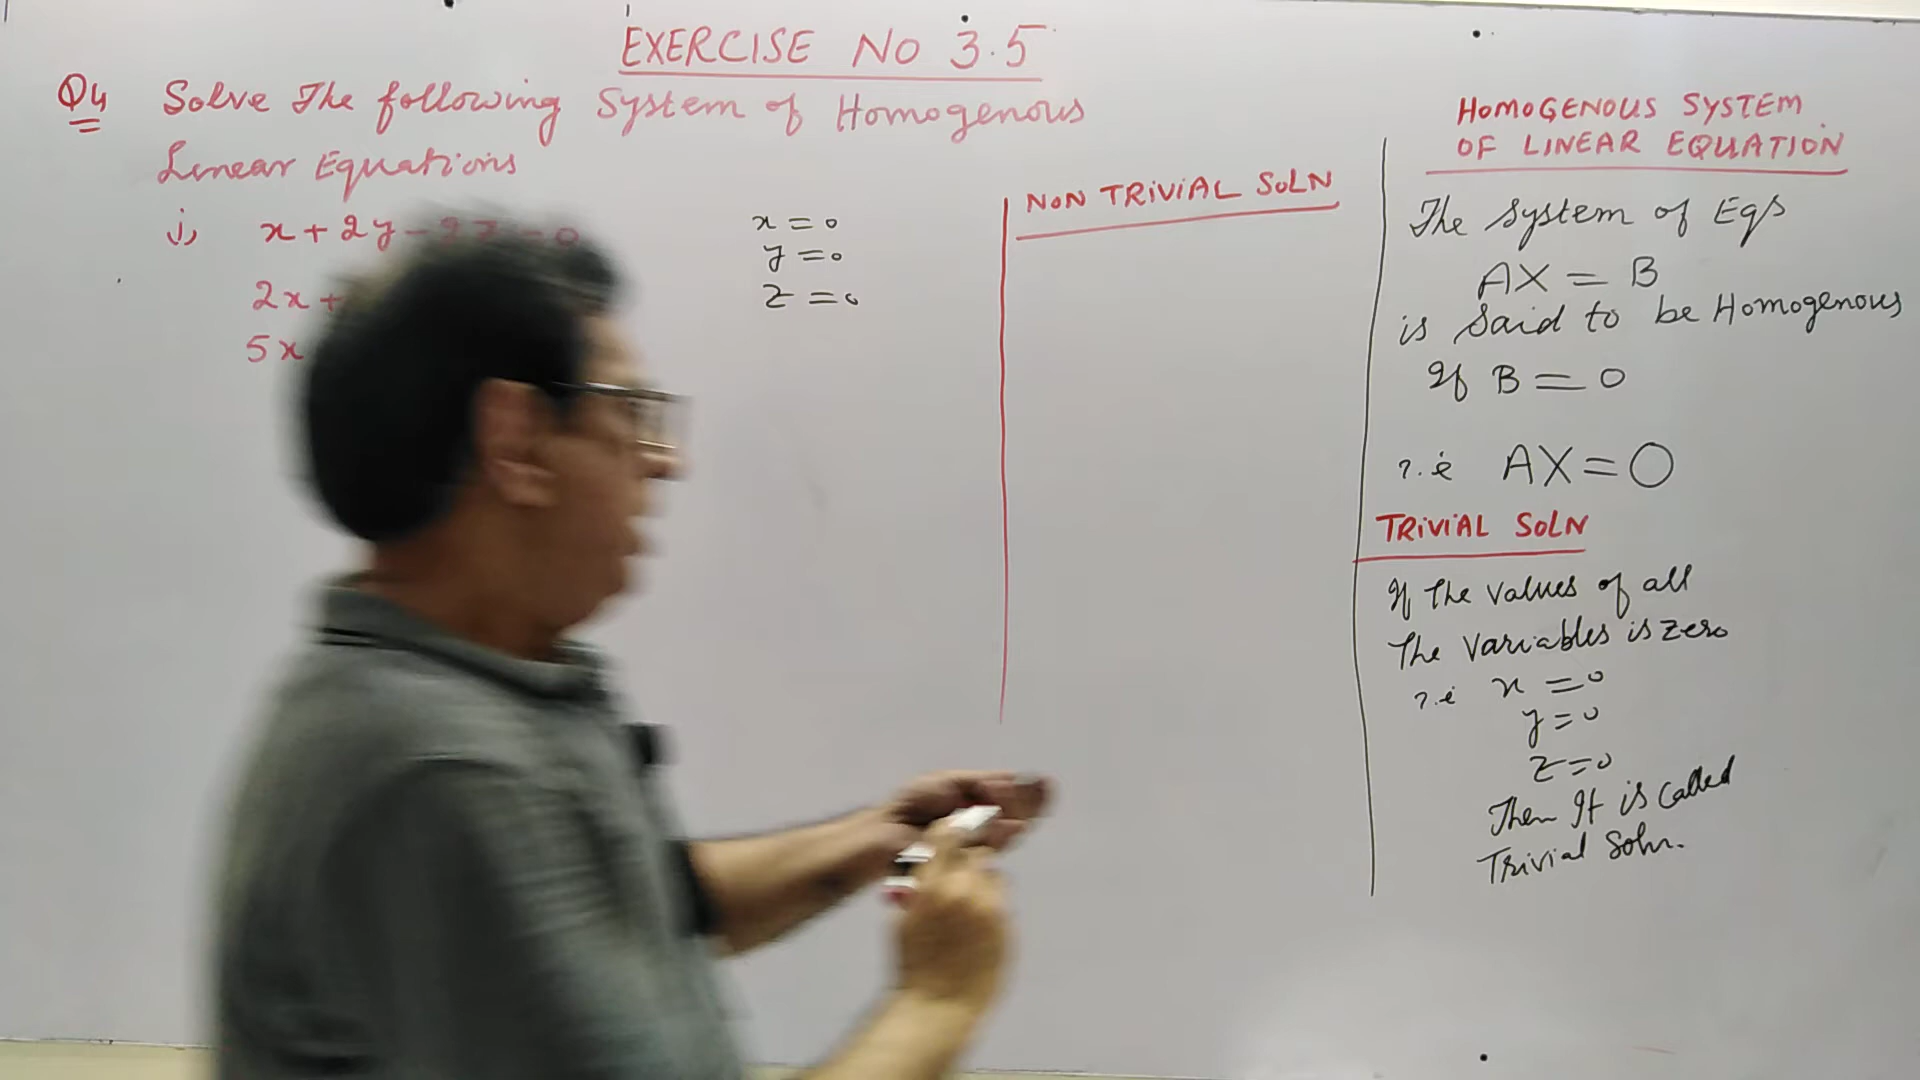 EXERCISE NO 3.5
Q4 Solve The following System of Homogenous
Linear Equations
i) x + 2y - 2z = 0
2x +
5x
x = 0
y = 0
z = 0
NON TRIVIAL SOLN
HOMOGENOUS SYSTEM
OF LINEAR EQUATION
The System of Eqs
AX = B
is Said to be Homogenous
If B = 0
i.e AX = O
TRIVIAL SOLN
If The values of all
The Variables is zero
i.e x = 0
y = 0
z = 0
Then It is called
Trivial Soln.